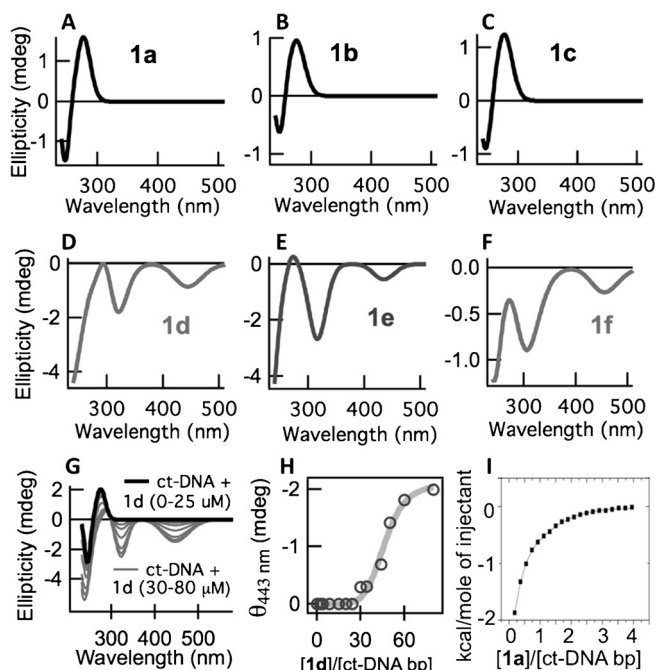 A
B
C
Ellipticity (mdeg)
1
0
-1
1a
1
0
-1
1b
1
0
-1
1c
300 400 500
300 400 500
300 400 500
Wavelength (nm)
Wavelength (nm)
Wavelength (nm)
D
E
F
Ellipticity (mdeg)
0
-2
-4
1d
0
-2
-4
1e
0.0
-0.5
-1.0
1f
300 400 500
300 400 500
300 400 500
Wavelength (nm)
Wavelength (nm)
Wavelength (nm)
G
H
I
Ellipticity (mdeg)
2
0
-2
-4
ct-DNA +
1d (0-25 uM)
ct-DNA +
1d (30-80 μM)
300 400 500
Wavelength (nm)
θ443 nm (mdeg)
-2
-1
0
0 30 60
[1d]/[ct-DNA bp]
kcal/mole of injectant
0
-1
-2
0 1 2 3 4
[1a]/[ct-DNA bp]